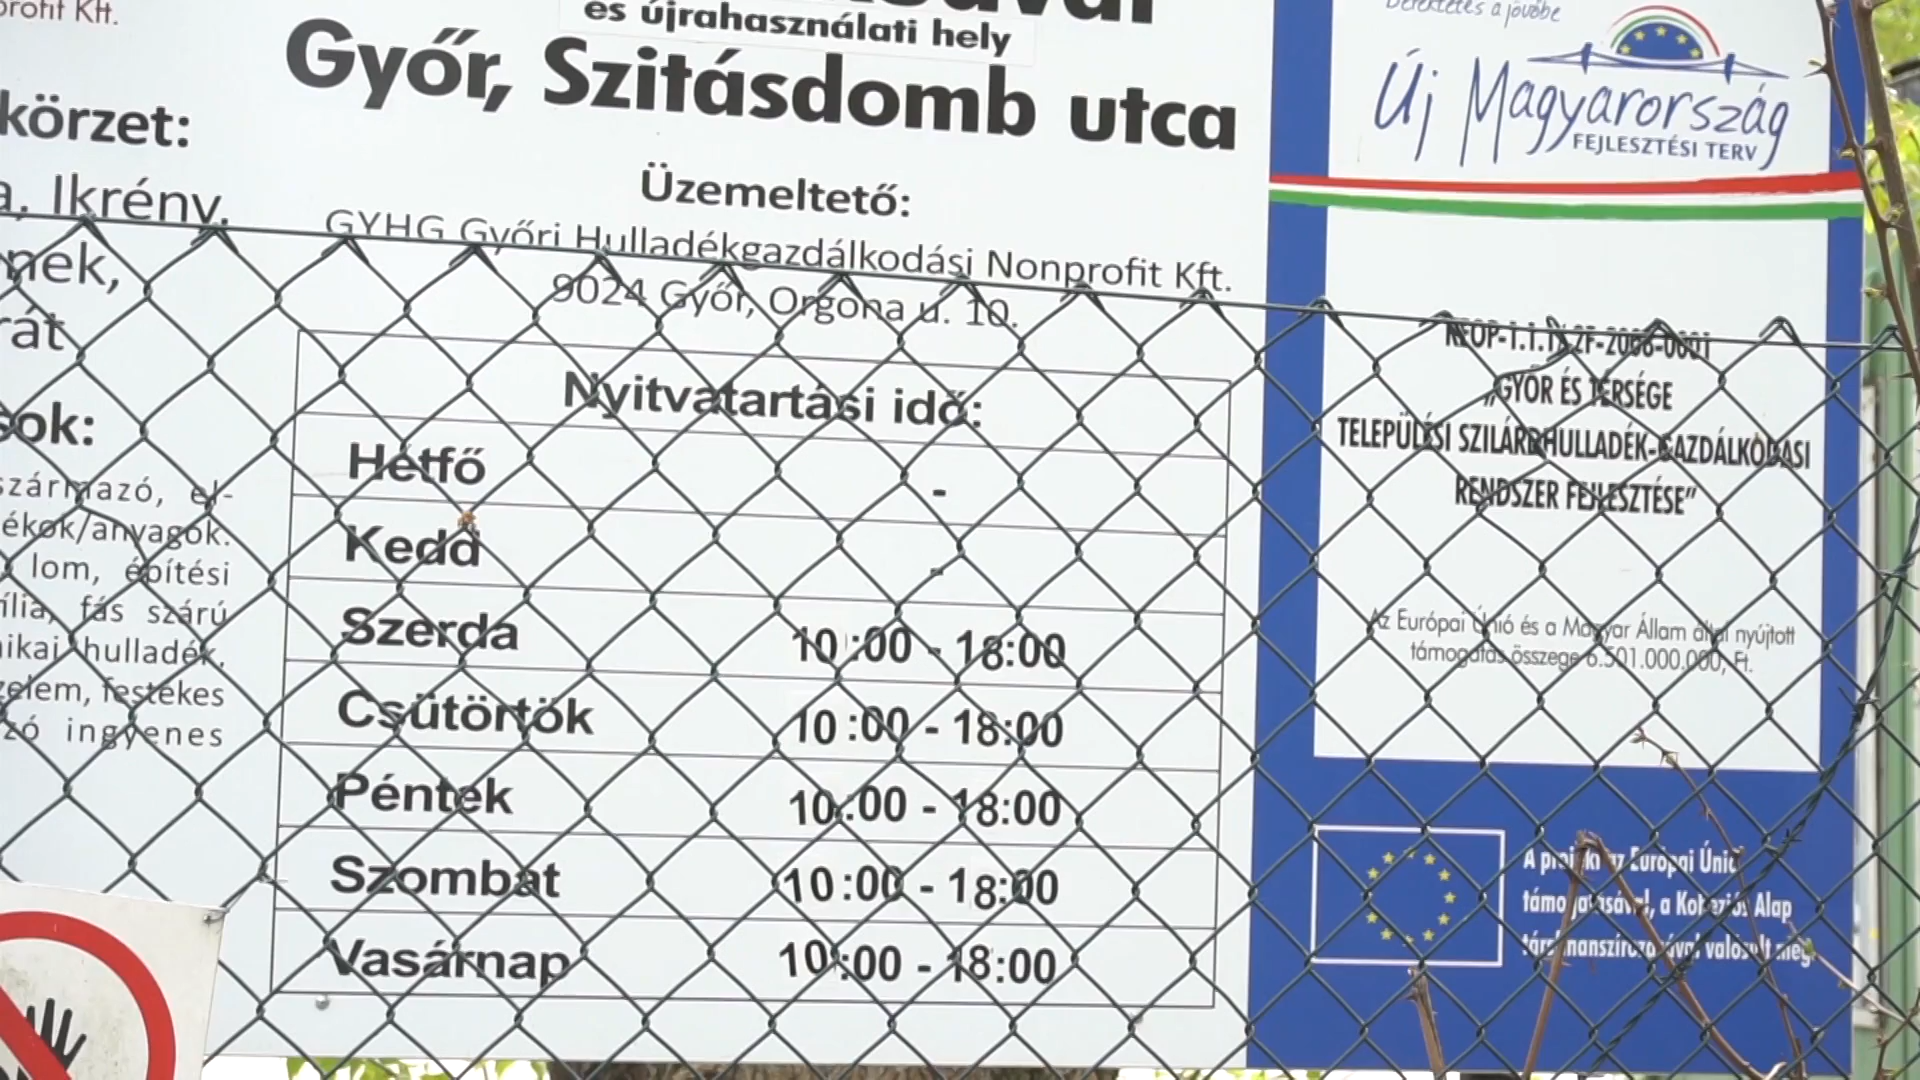 profit Kft.
és újrahasználati hely
Győr, Szitásdomb utca
körzet:
a, Ikrény,
nek,
rát
sok:
származó, el-
ékok/anyagok.
lom, építési
ília, fás szárú
ikai hulladék,
zelem, festékes
zó ingyenes
Üzemeltető:
GYHG Győri Hulladékgazdálkodási Nonprofit Kft.
9024 Győr, Orgona u. 10.
Nyitvatartási idő:
Hétfő -
Kedd -
Szerda 10:00 - 18:00
Csütörtök 10:00 - 18:00
Péntek 10:00 - 18:00
Szombat 10:00 - 18:00
Vasárnap 10:00 - 18:00
Befektetés a jövőbe
Új Magyarország
FEJLESZTÉSI TERV
„GYŐR ÉS TÉRSÉGE
TELEPÜLÉSI SZILÁRDHULLADÉK-GAZDÁLKODÁSI
RENDSZER FEJLESZTÉSE”
Az Európai Unió és a Magyar Állam által nyújtott
támogatás összege 6.501.000.000, Ft.
A projekt az Európai Unió
támogatásával, a Kohéziós Alap
társfinanszírozásával valósult meg.